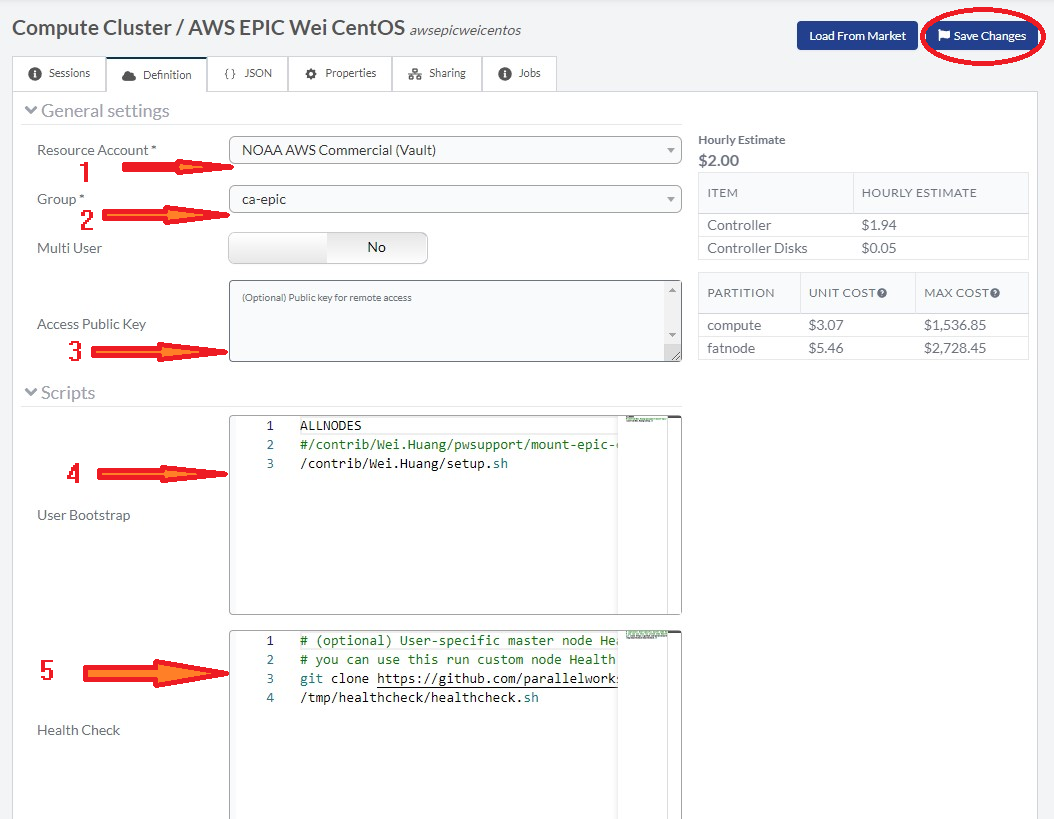 Compute Cluster / AWS EPIC Wei CentOS awsepicweicentos
Load From Market
Save Changes
Sessions
Definition
{} JSON
Properties
Sharing
Jobs
General settings
Resource Account *
NOAA AWS Commercial (Vault)
1
Group *
ca-epic
2
Multi User
No
Access Public Key
(Optional) Public key for remote access
3
Hourly Estimate
$2.00
ITEM HOURLY ESTIMATE
Controller $1.94
Controller Disks $0.05
PARTITION UNIT COST MAX COST
compute $3.07 $1,536.85
fatnode $5.46 $2,728.45
Scripts
User Bootstrap
4
1 ALLNODES
2 #/contrib/Wei.Huang/pwsupport/mount-epic-
3 /contrib/Wei.Huang/setup.sh
Health Check
5
1 # (optional) User-specific master node He
2 # you can use this run custom node Health
3 git clone https://github.com/parallelworks
4 /tmp/healthcheck/healthcheck.sh